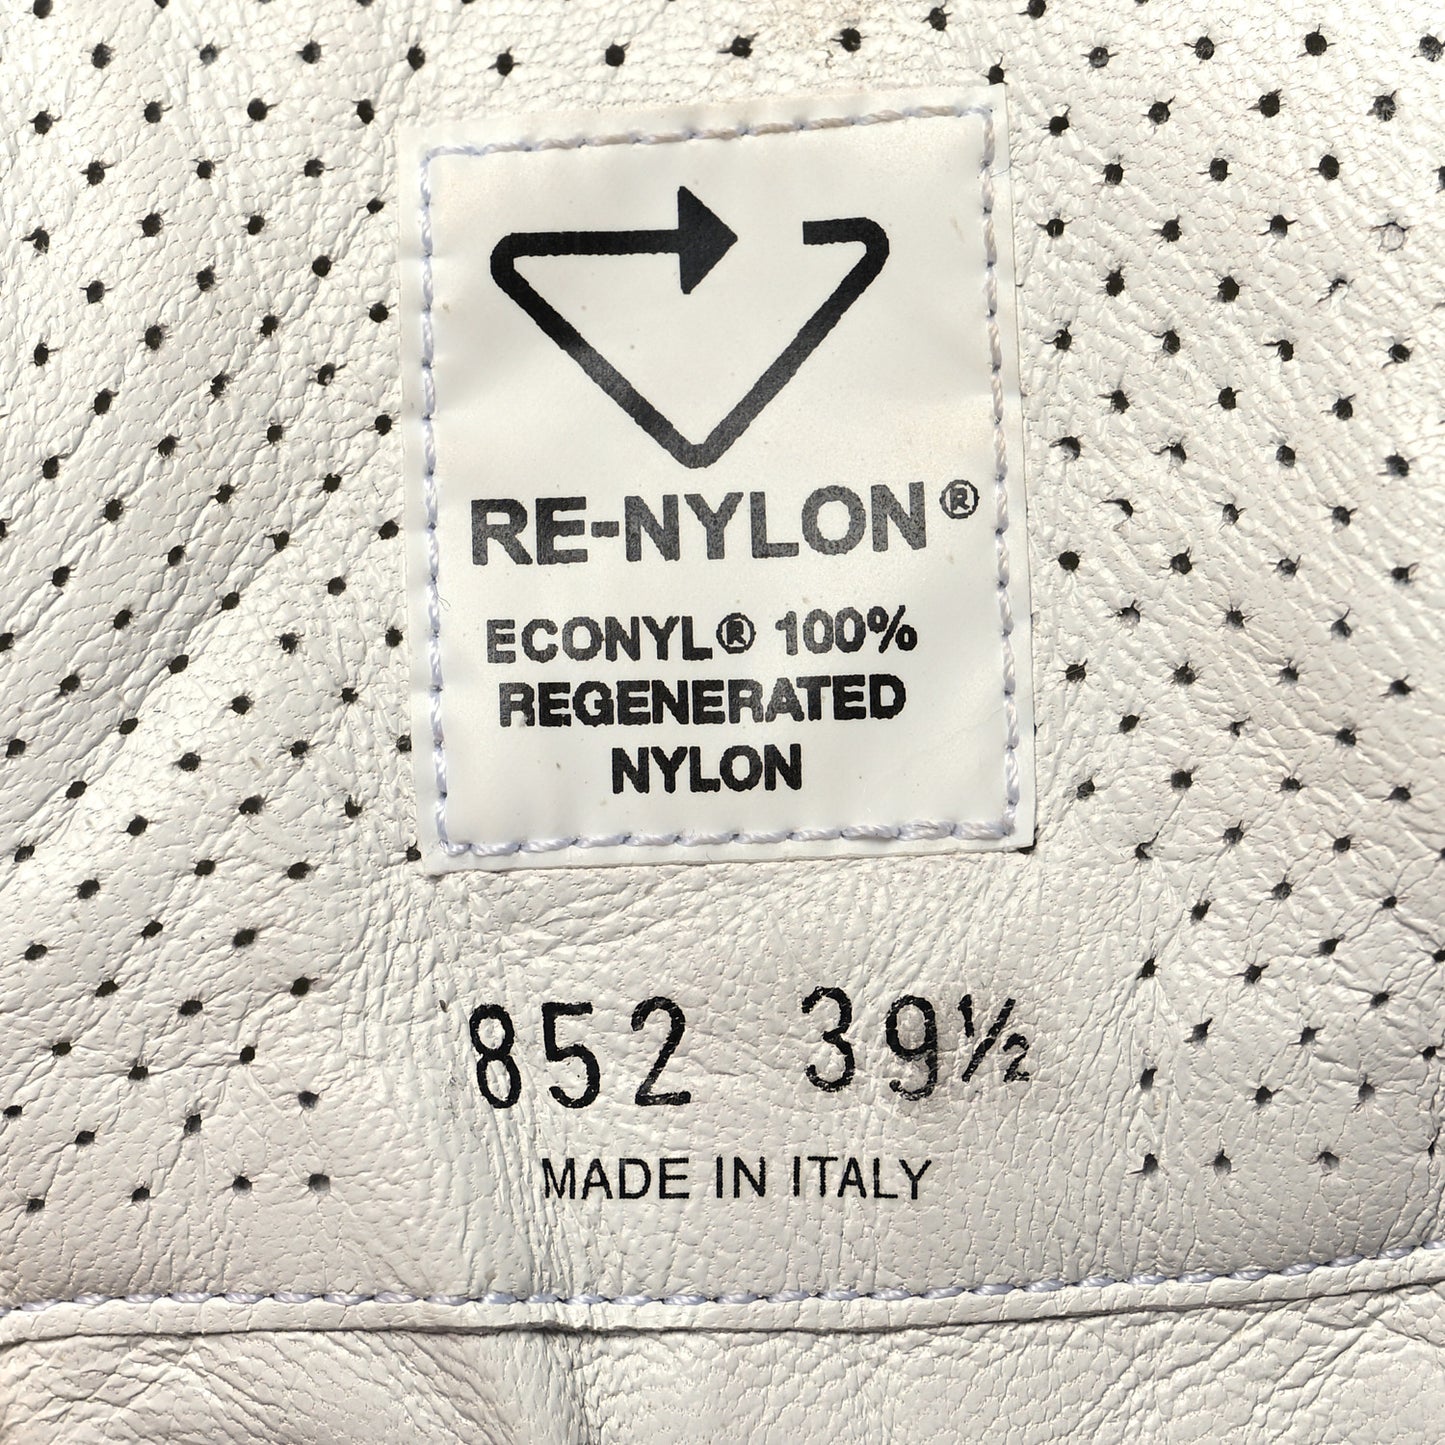 RE-NYLON®
ECONYL® 100%
REGENERATED
NYLON
852 39½
MADE IN ITALY